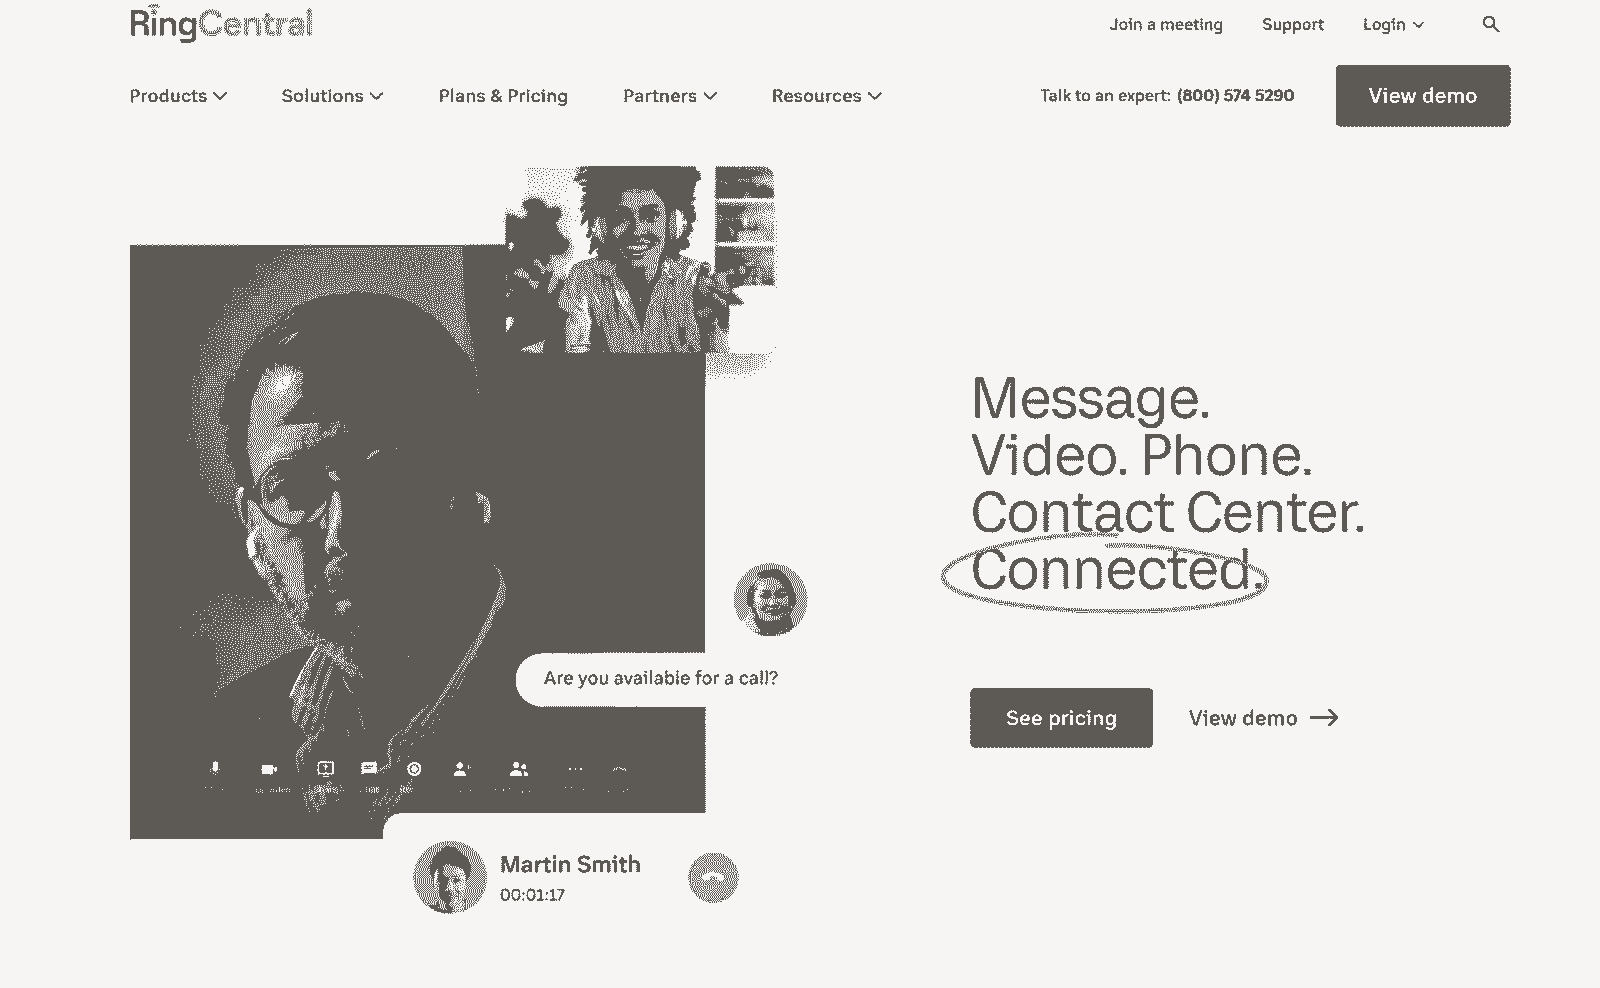 RingCentral
Join a meeting
Support
Login
Products
Solutions
Plans & Pricing
Partners
Resources
Talk to an expert: (800) 574 5290
View demo
Message.
Video. Phone.
Contact Center.
Connected.
Are you available for a call?
See pricing
View demo
Martin Smith
00:01:17